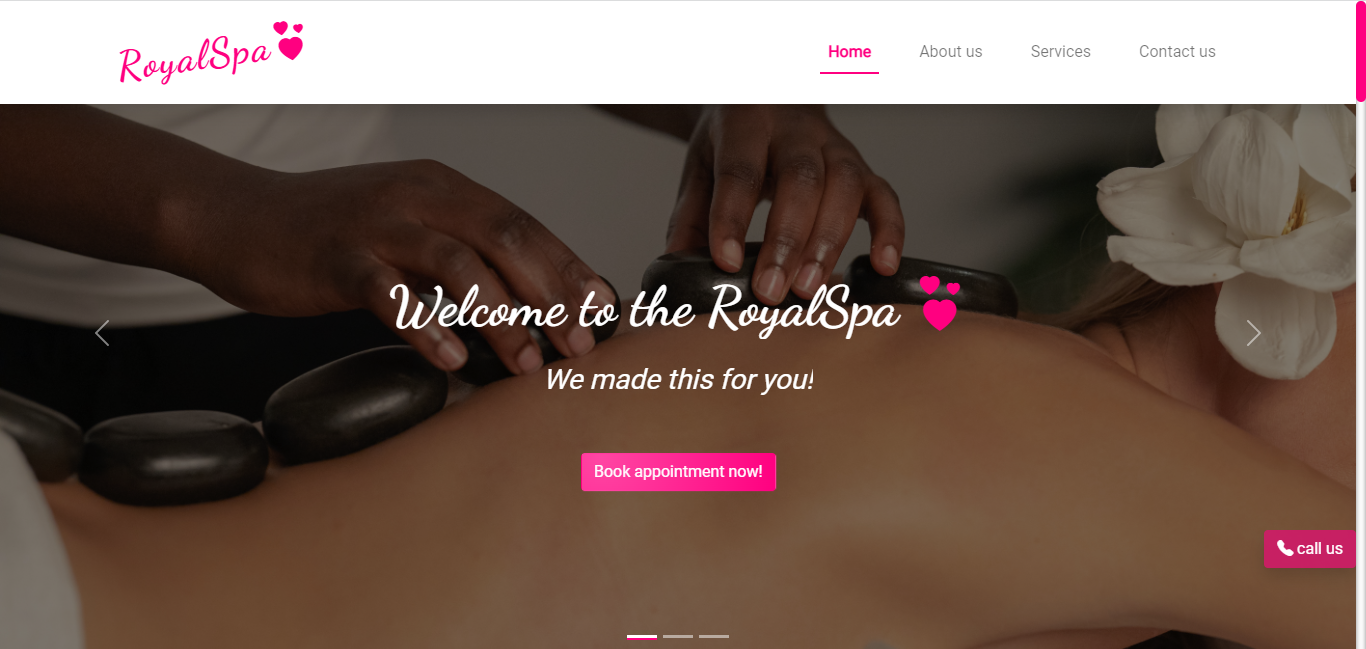 RoyalSpa
Home About us Services Contact us
Welcome to the RoyalSpa
We made this for you!
Book appointment now!
call us